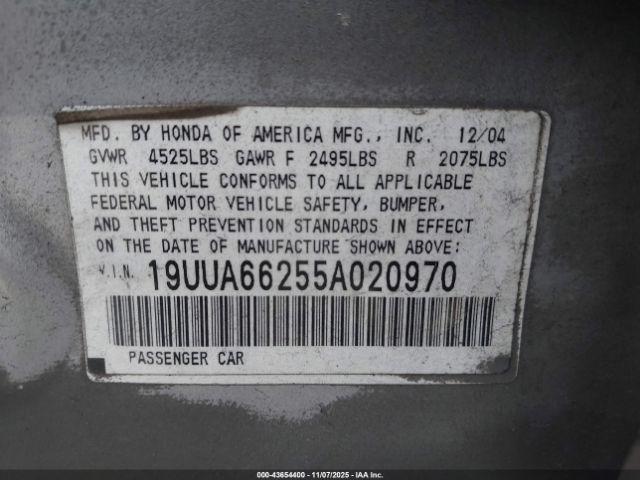 MFD. BY HONDA OF AMERICA MFG., INC. 12/04
GVWR 4525LBS GAWR F 2495LBS R 2075LBS
THIS VEHICLE CONFORMS TO ALL APPLICABLE
FEDERAL MOTOR VEHICLE SAFETY, BUMPER,
AND THEFT PREVENTION STANDARDS IN EFFECT
ON THE DATE OF MANUFACTURE SHOWN ABOVE:
V.I.N. 19UUA66255A020970
PASSENGER CAR
000-43654400 - 11/07/2025 - IAA Inc.